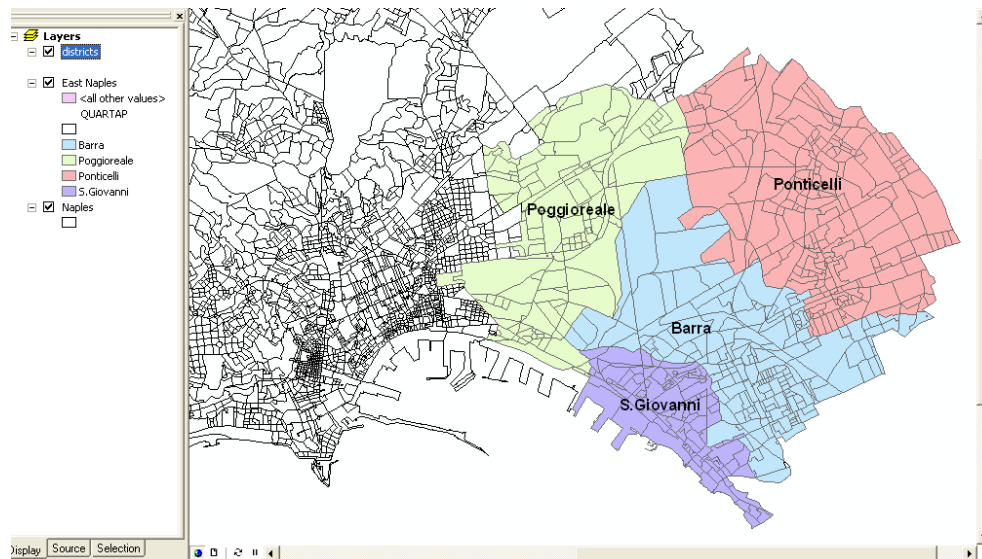 Layers
districts
East Naples
<all other values>
QUARTAP
Barra
Poggioreale
Ponticelli
S.Giovanni
Naples
Ponticelli
Poggioreale
Barra
S.Giovanni
Display Source Selection